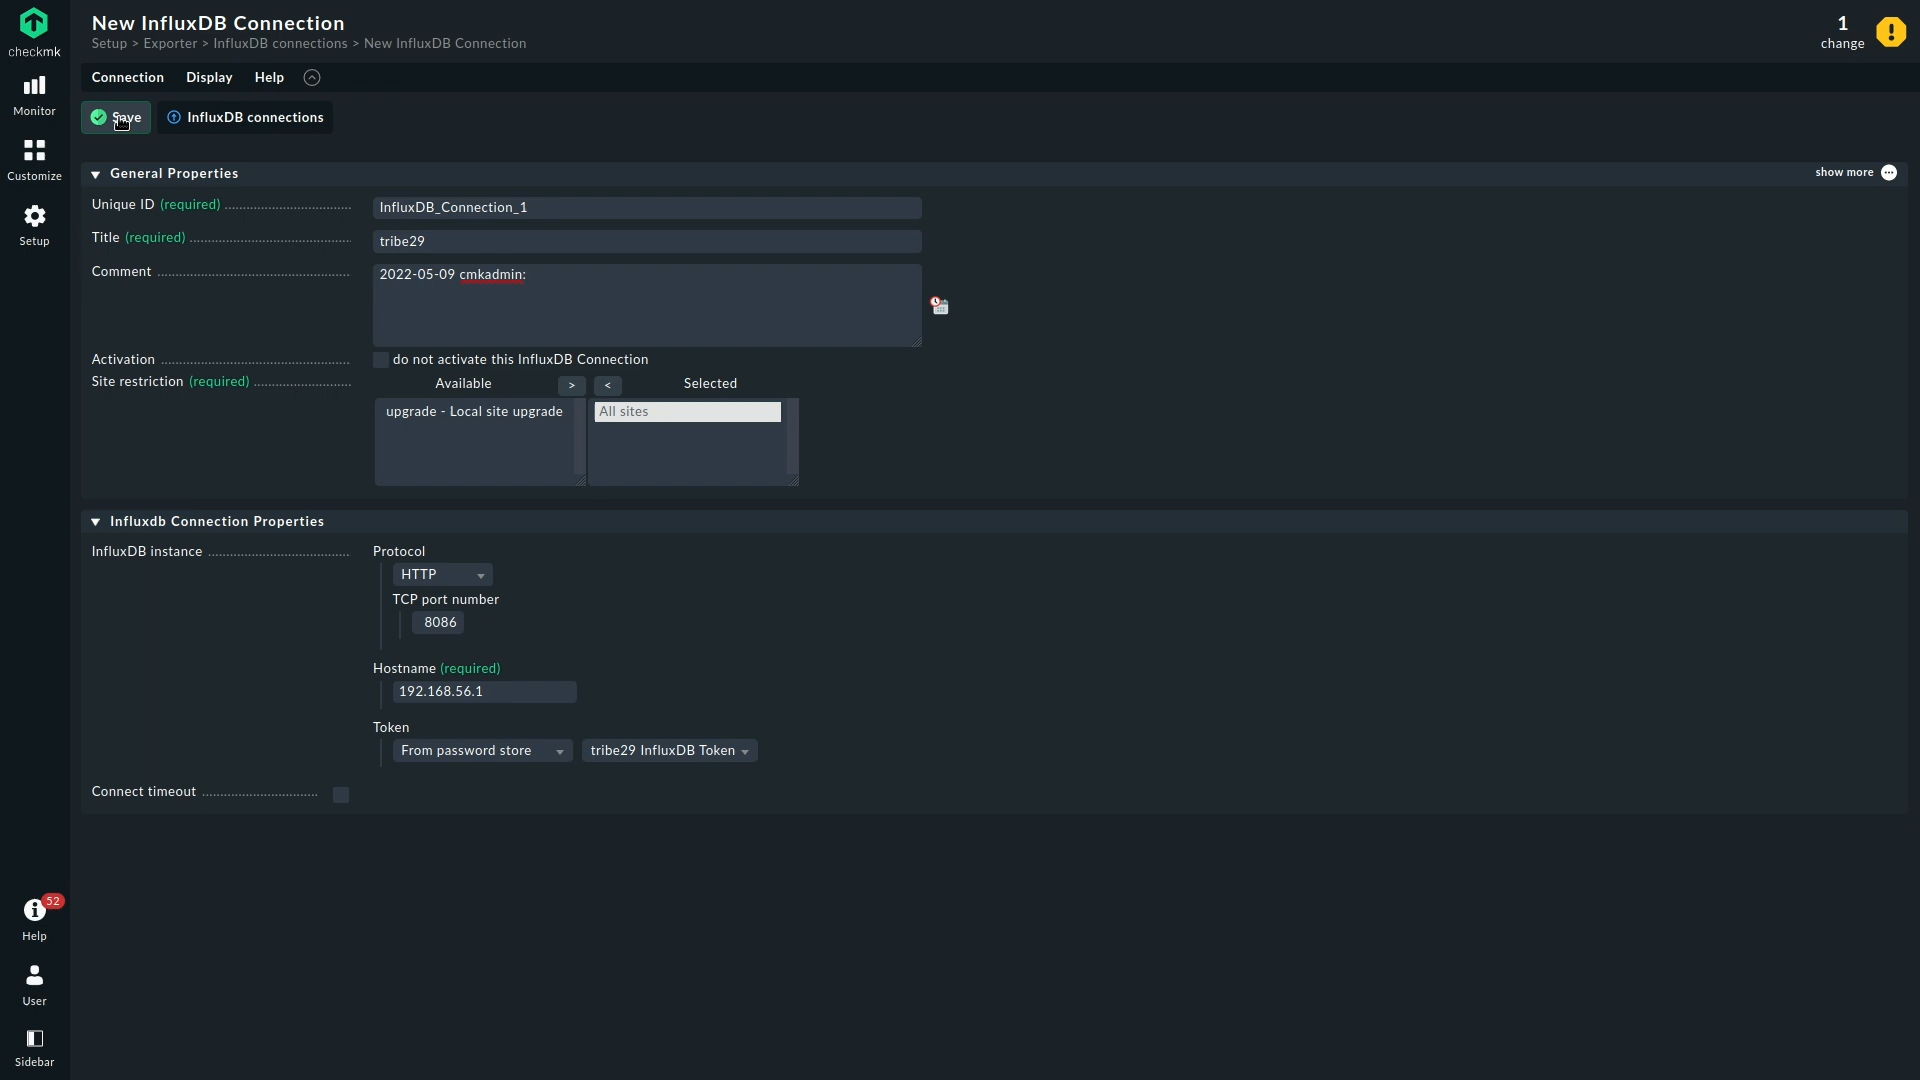 New InfluxDB Connection
Setup > Exporter > InfluxDB connections > New InfluxDB Connection
1
change
checkmk
Connection Display Help
Save InfluxDB connections
Monitor
Customize
Setup
General Properties
show more
Unique ID (required)
InfluxDB_Connection_1
Title (required)
tribe29
Comment
2022-05-09 cmkadmin:
Activation
do not activate this InfluxDB Connection
Site restriction (required)
Available > < Selected
upgrade - Local site upgrade
All sites
Influxdb Connection Properties
InfluxDB instance
Protocol
HTTP
TCP port number
8086
Hostname (required)
192.168.56.1
Token
From password store tribe29 InfluxDB Token
Connect timeout
52
Help
User
Sidebar